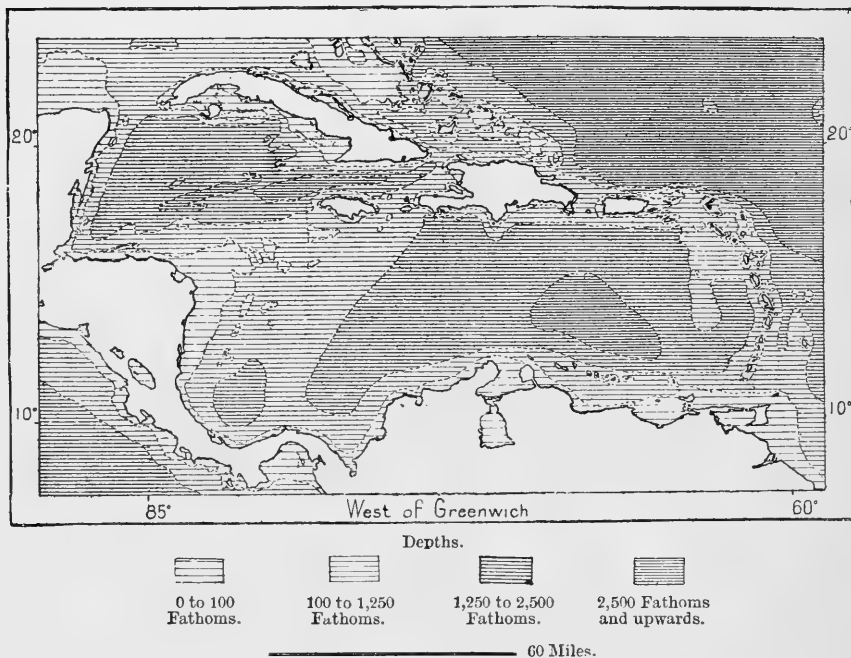 20°
20°
10°
10°
85°
West of Greenwich
60°
Depths.
0 to 100
Fathoms.
100 to 1,250
Fathoms.
1,250 to 2,500
Fathoms.
2,500 Fathoms
and upwards.
60 Miles.